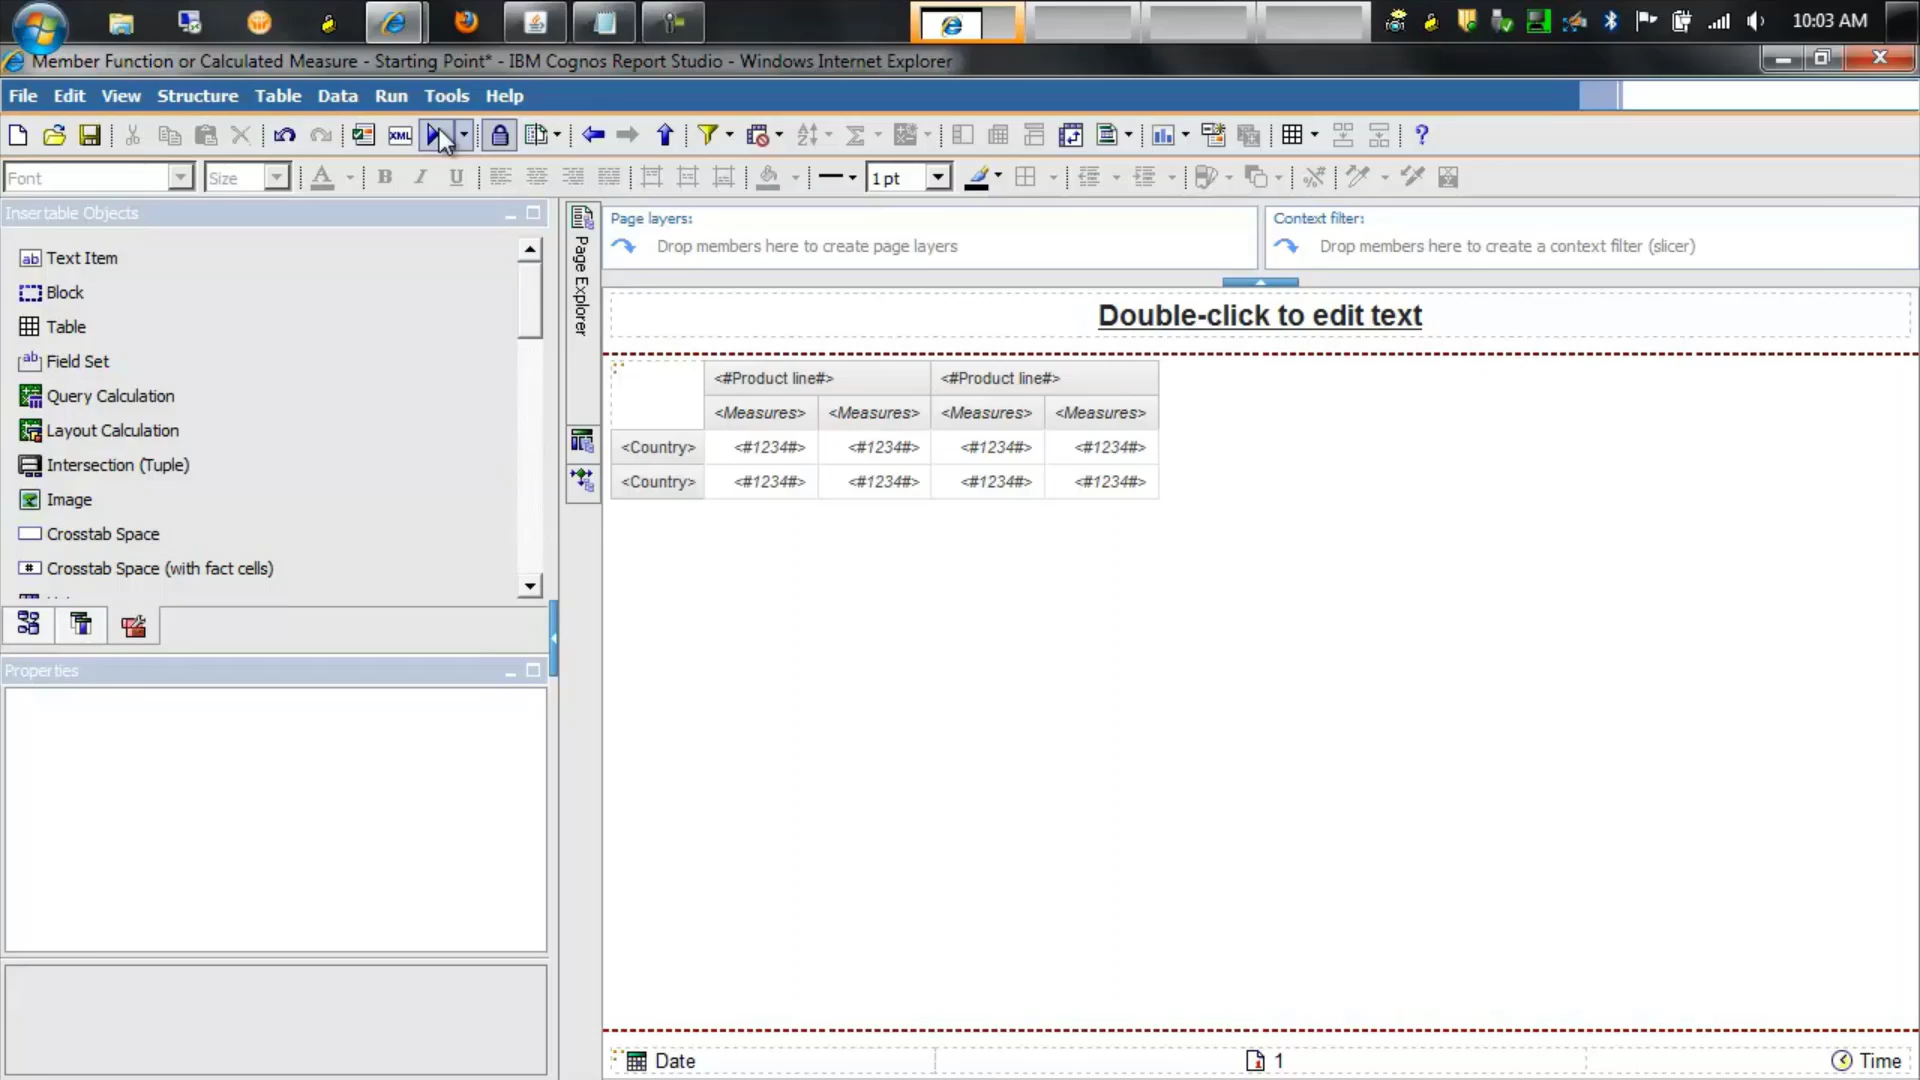 10:03 AM
Member Function or Calculated Measure - Starting Point* - IBM Cognos Report Studio - Windows Internet Explorer
File Edit View Structure Table Data Run Tools Help
XML
Font Size A B I U 1 pt
Insertable Objects
Text Item
Block
Table
Field Set
Query Calculation
Layout Calculation
Intersection (Tuple)
Image
Crosstab Space
Crosstab Space (with fact cells)
Properties
Page Explorer
Page layers:
Drop members here to create page layers
Context filter:
Drop members here to create a context filter (slicer)
Double-click to edit text
<#Product line#> <#Product line#>
<Measures> <Measures> <Measures> <Measures>
<Country> <#1234#> <#1234#> <#1234#> <#1234#>
<Country> <#1234#> <#1234#> <#1234#> <#1234#>
Date 1 Time